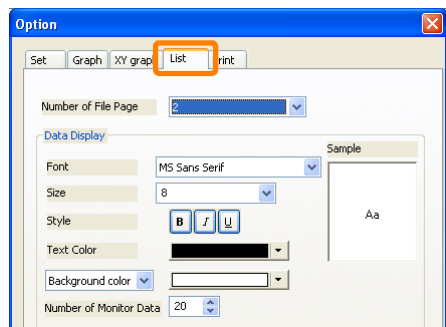 Option
Set Graph XY grap List rint
Number of File Page 2
Data Display
Sample
Font MS Sans Serif
Size 8
Aa
Style B I U
Text Color
Background color
Number of Monitor Data 20